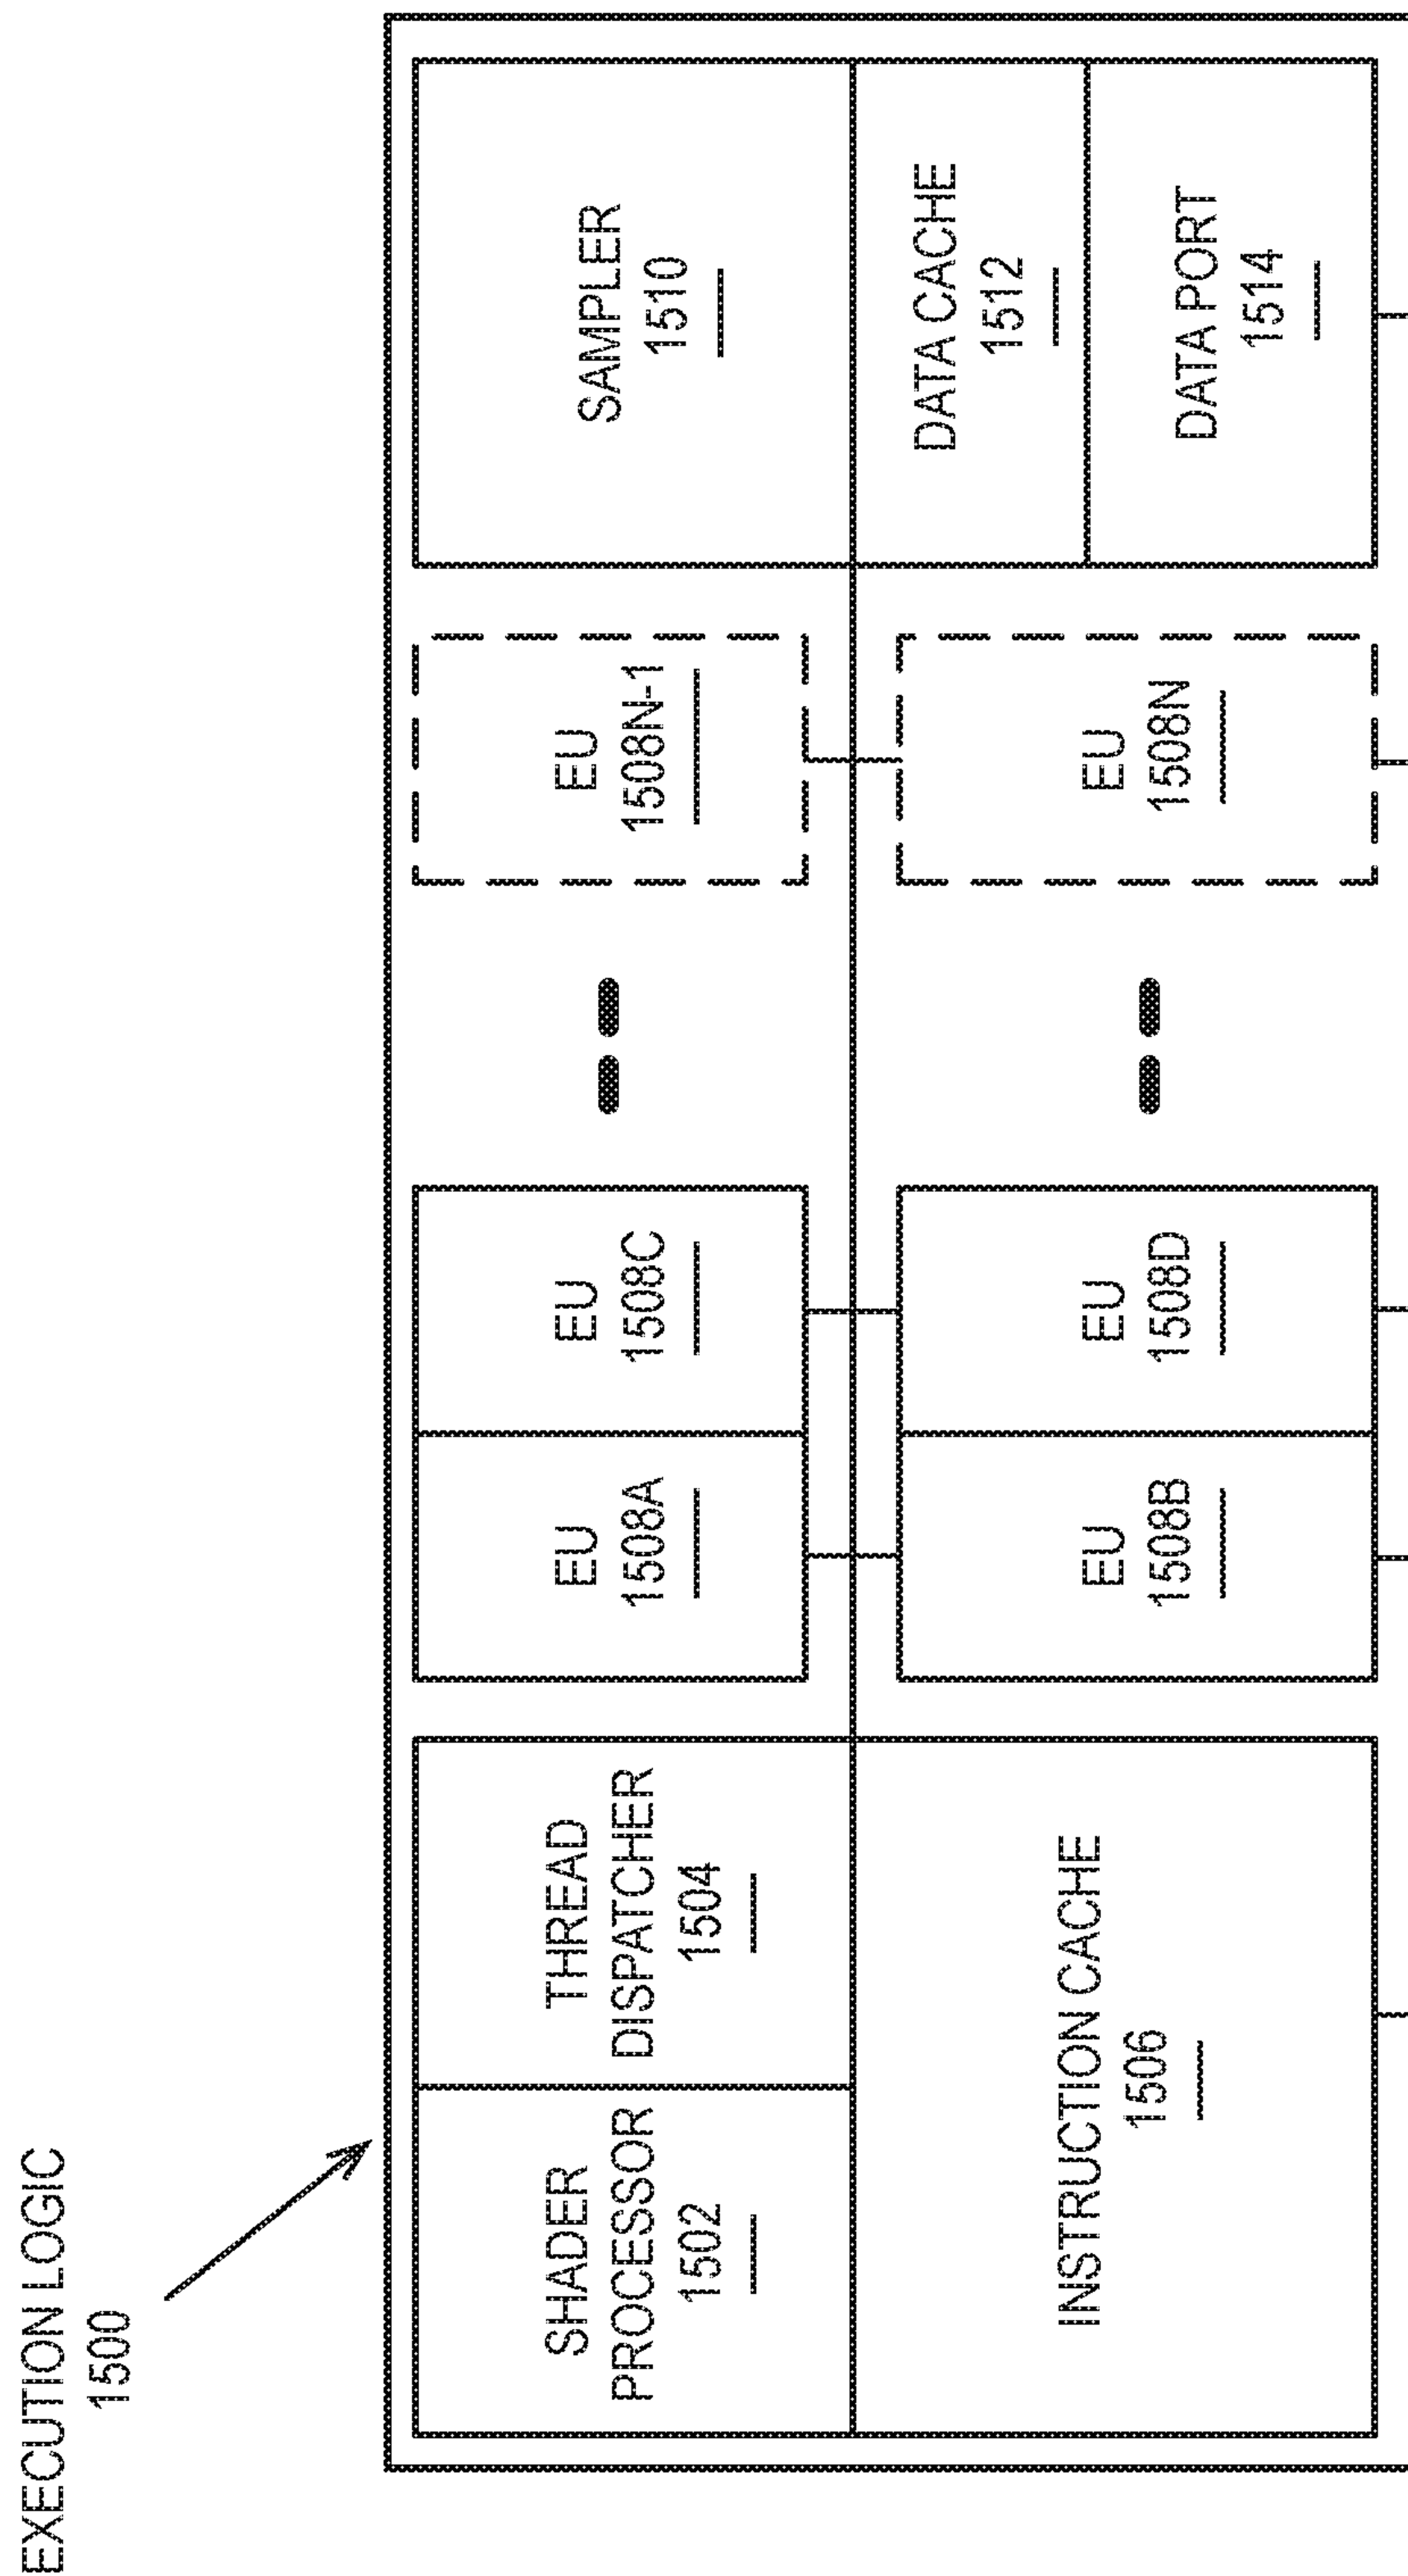 EXECUTION LOGIC
1500
SHADER
PROCESSOR
1502
THREAD
DISPATCHER
1504
INSTRUCTION CACHE
1506
EU
1508A
EU
1508C
EU
1508N-1
EU
1508B
EU
1508D
EU
1508N
SAMPLER
1510
DATA CACHE
1512
DATA PORT
1514